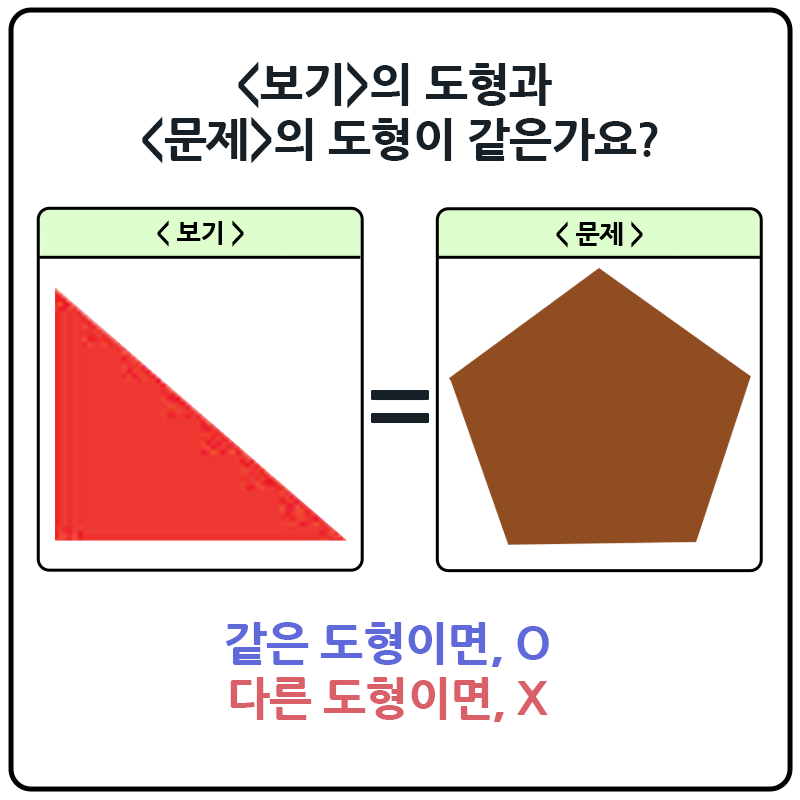 <보기>의 도형과
<문제>의 도형이 같은가요?
< 보기 >
< 문제 >
=
같은 도형이면, O
다른 도형이면, X